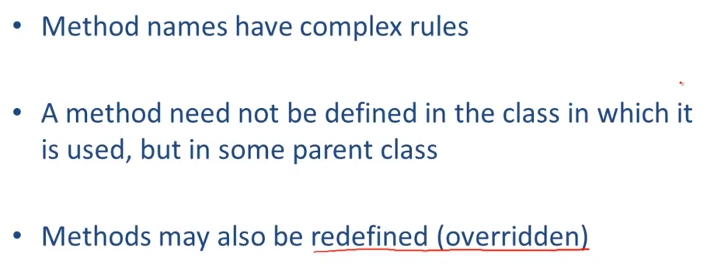 • Method names have complex rules
• A method need not be defined in the class in which it
is used, but in some parent class
• Methods may also be redefined (overridden)